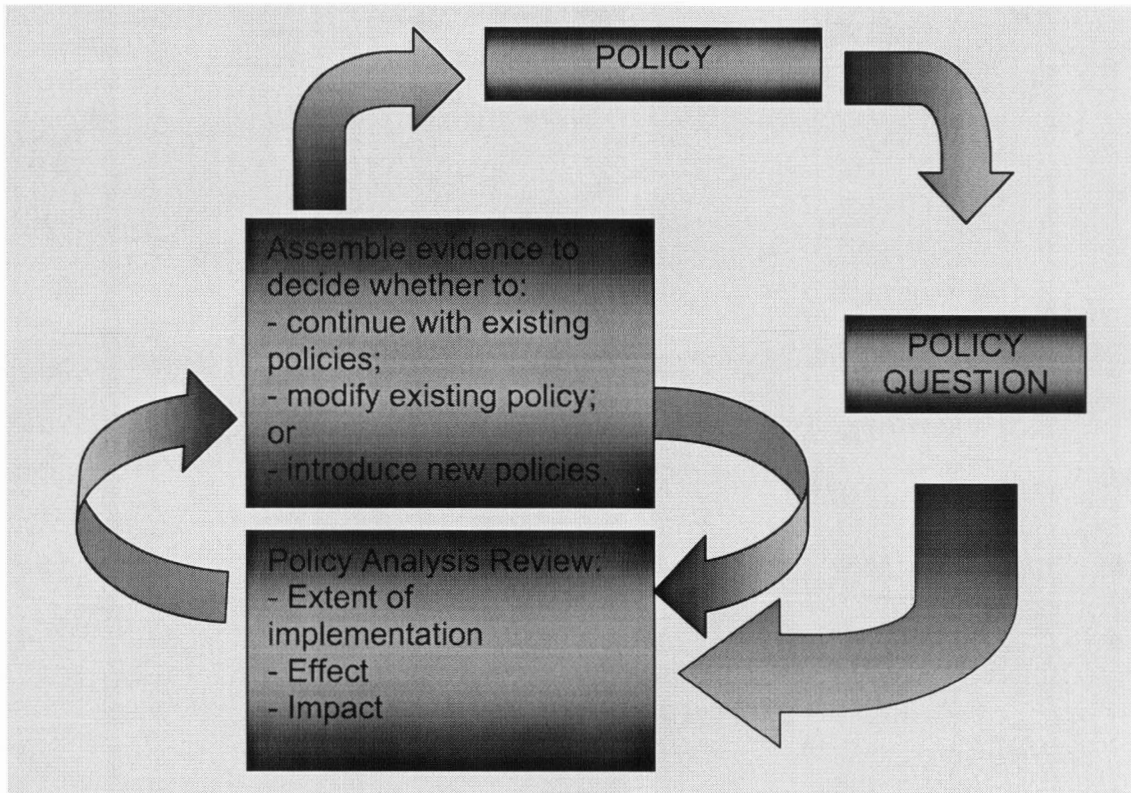 POLICY
Assemble evidence to
decide whether to:
- continue with existing
policies;
- modify existing policy;
or
- introduce new policies.
POLICY
QUESTION
Policy Analysis Review:
- Extent of
implementation
- Effect
- Impact